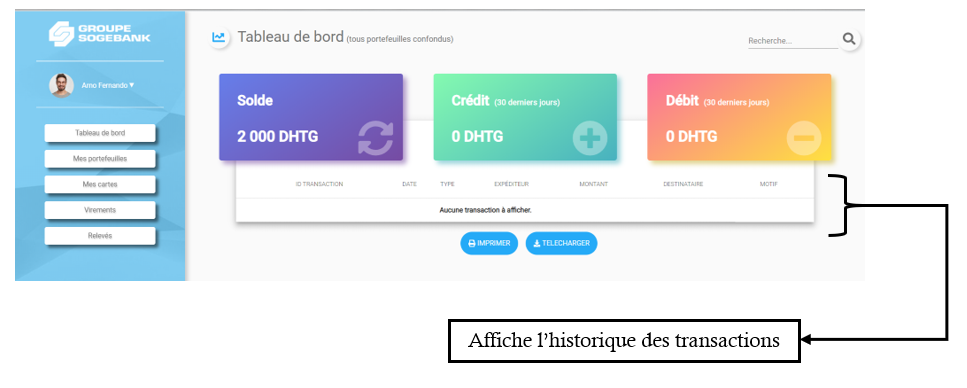 GROUPE
SOGEBANK
Arno Fernando
Tableau de bord
Mes portefeuilles
Mes cartes
Virements
Relevés
Tableau de bord (tous portefeuilles confondus)
Recherche...
Solde
2 000 DHTG
Crédit (30 derniers jours)
0 DHTG
Débit (30 derniers jours)
0 DHTG
ID TRANSACTION DATE TYPE EXPÉDITEUR MONTANT DESTINATAIRE MOTIF
Aucune transaction à afficher.
IMPRIMER TELECHARGER
Affiche l'historique des transactions